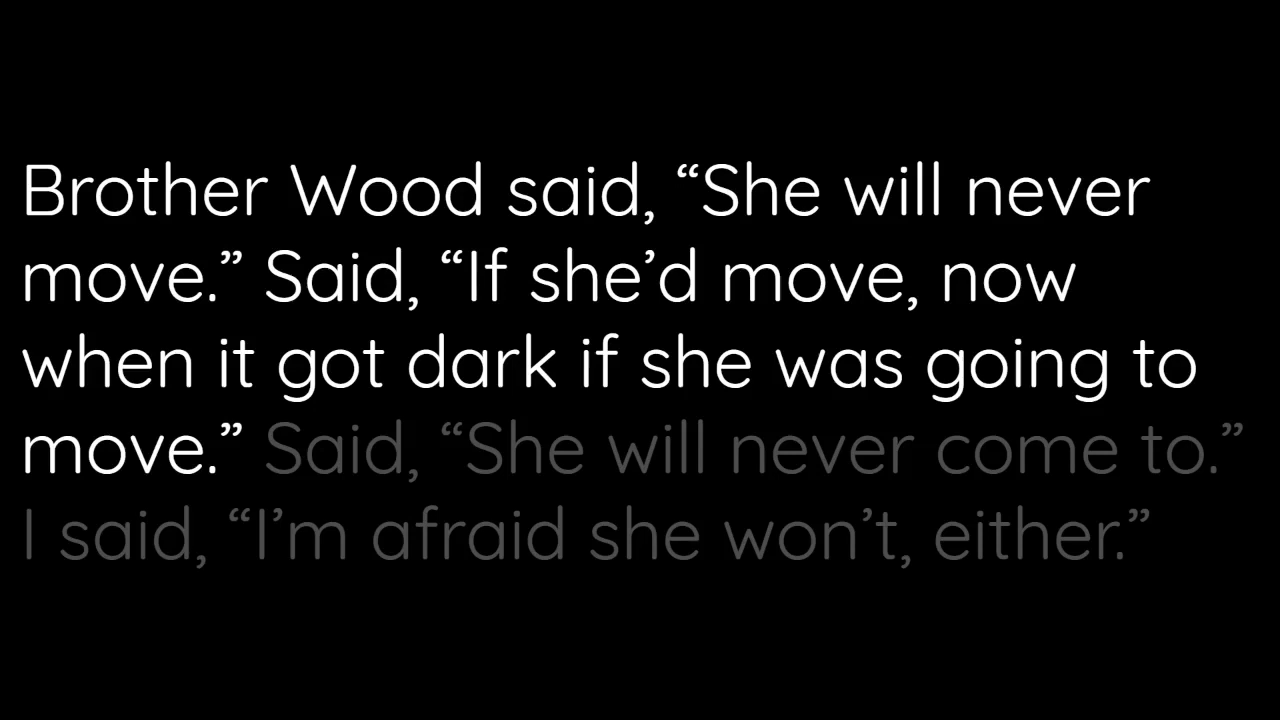 Brother Wood said, “She will never
move.” Said, “If she’d move, now
when it got dark if she was going to
move.” Said, “She will never come to.”
I said, “I’m afraid she won’t, either.”